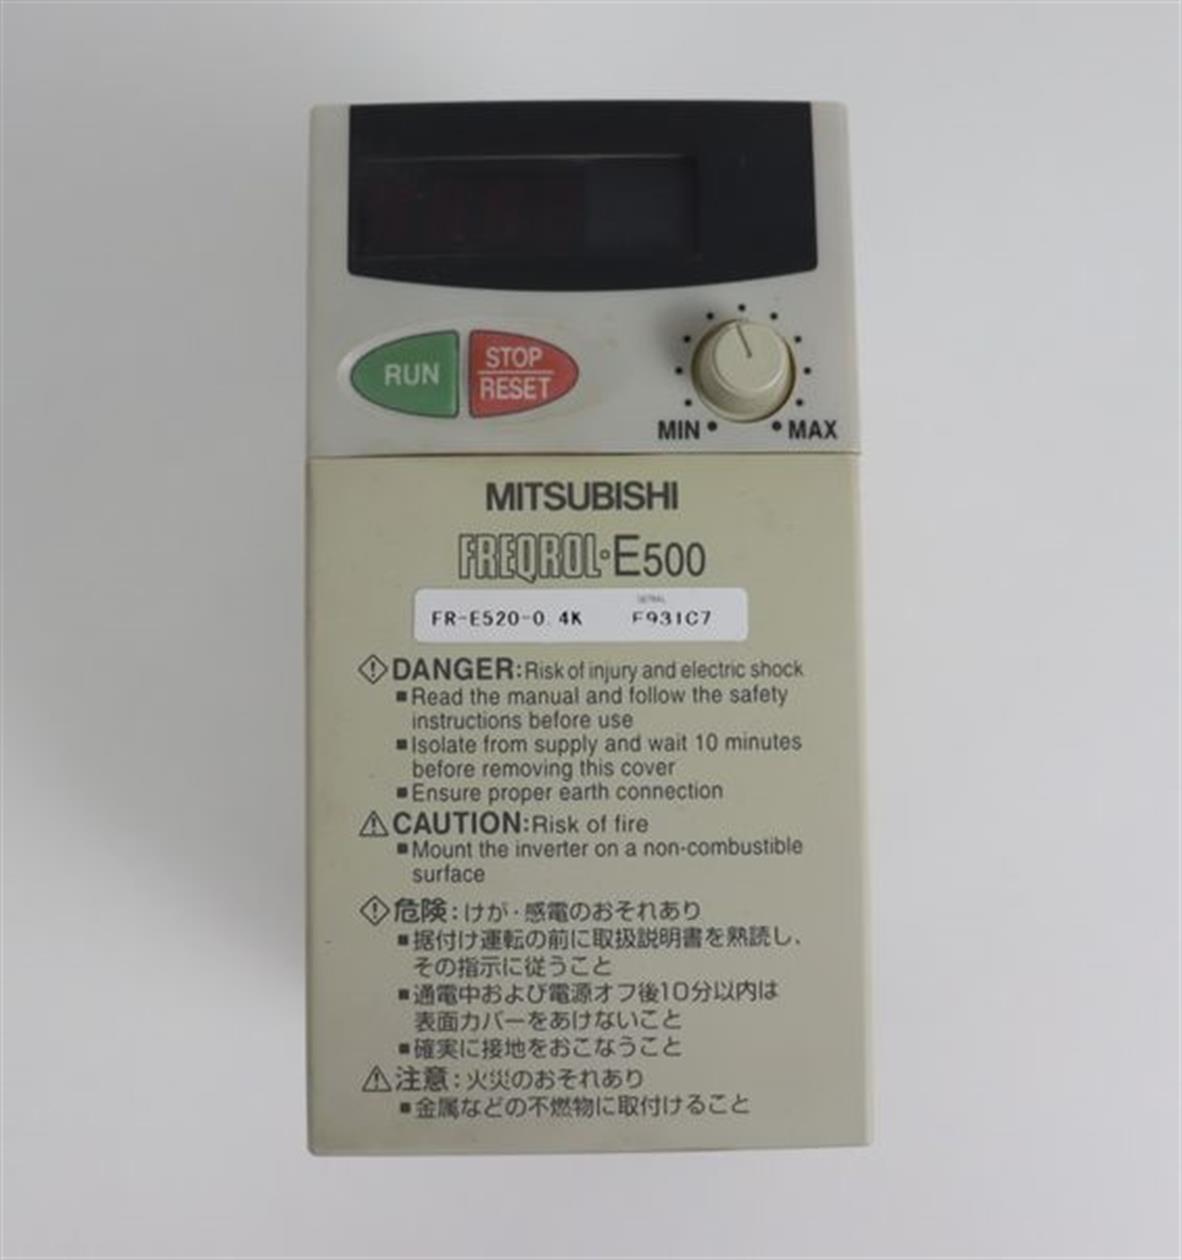 RUN
STOP
RESET
MIN
MAX
MITSUBISHI
FREQROL-E500
FR-E520-0.4K
SERIAL
DANGER:Risk of injury and electric shock
■Read the manual and follow the safety
instructions before use
■Isolate from supply and wait 10 minutes
before removing this cover
■Ensure proper earth connection
CAUTION:Risk of fire
■Mount the inverter on a non-combustible
surface
危険:けが・感電のおそれあり
■据付け運転の前に取扱説明書を熟読し、
その指示に従うこと
■通電中および電源オフ後10分以内は
表面カバーをあけないこと
■確実に接地をおこなうこと
注意:火災のおそれあり
■金属などの不燃物に取付けること